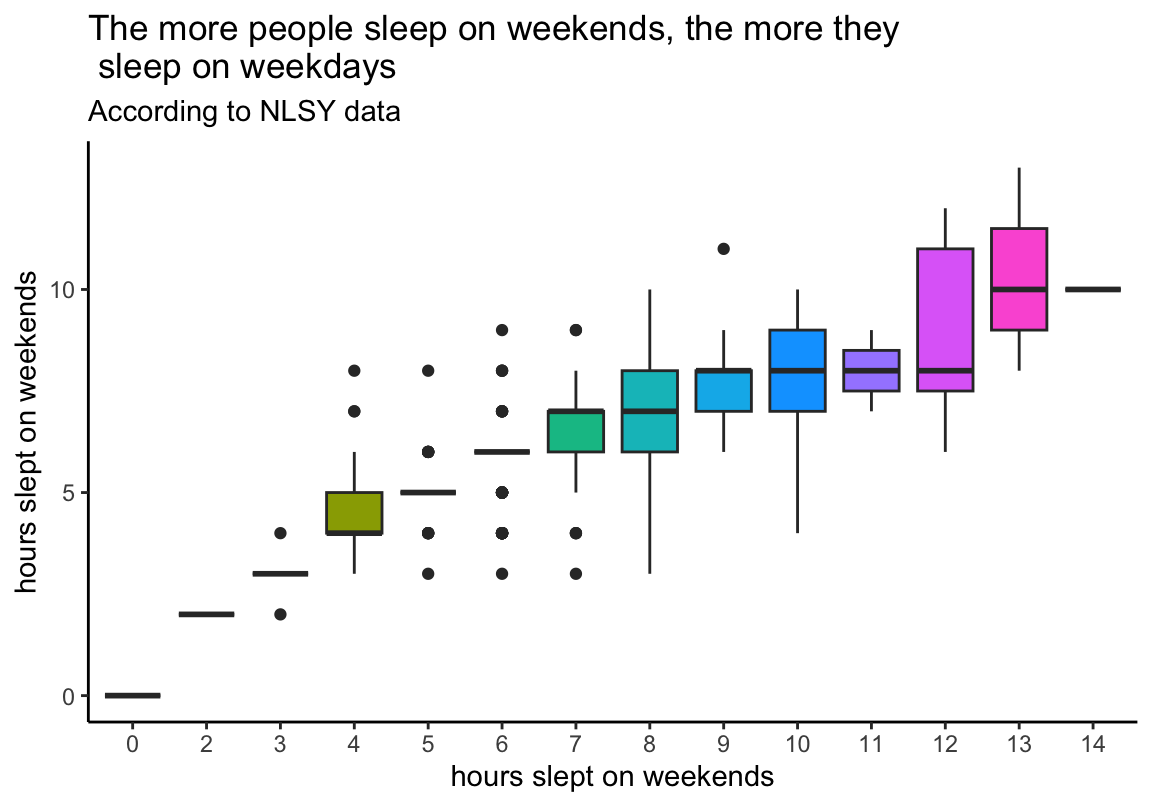 The more people sleep on weekends, the more they
sleep on weekdays
According to NLSY data
hours slept on weekends
10
5
0
0 2 3 4 5 6 7 8 9 10 11 12 13 14
hours slept on weekends